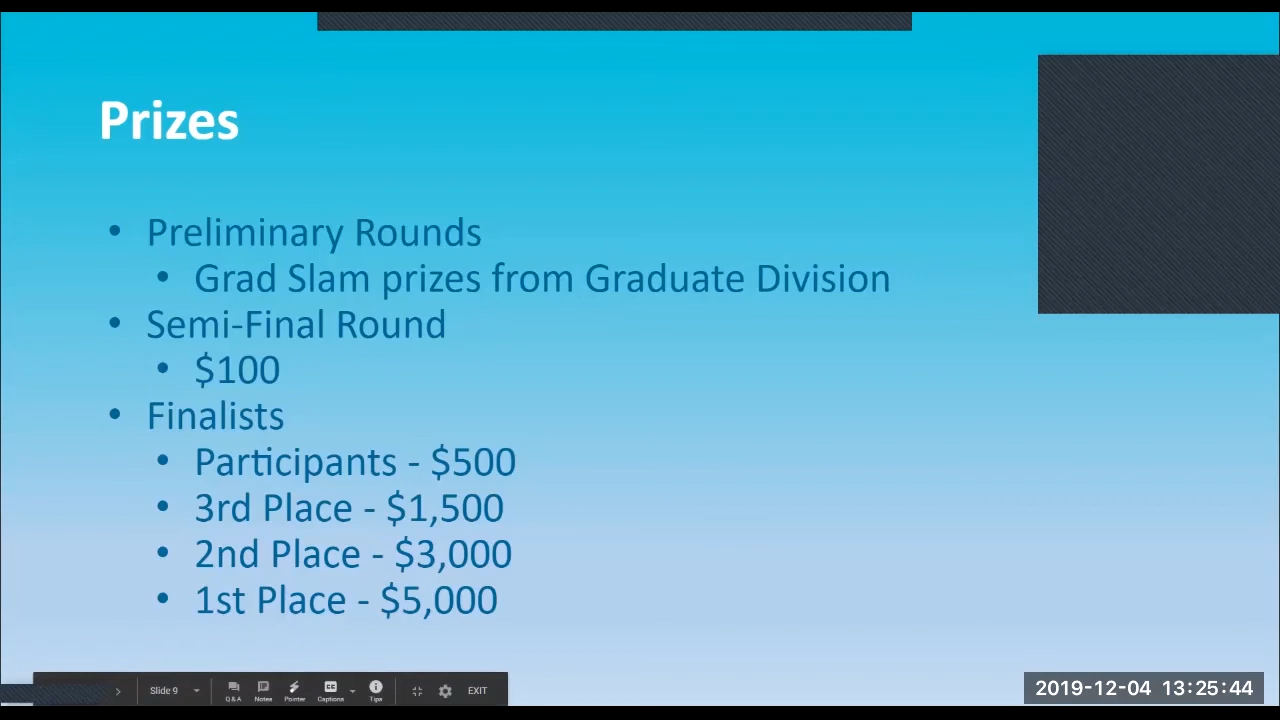 Prizes
• Preliminary Rounds
• Grad Slam prizes from Graduate Division
• Semi-Final Round
• $100
• Finalists
• Participants - $500
• 3rd Place - $1,500
• 2nd Place - $3,000
• 1st Place - $5,000
Slide 9
Q & A
Notes
Pointer
Captions
Tips
EXIT
2019-12-04 13:25:44